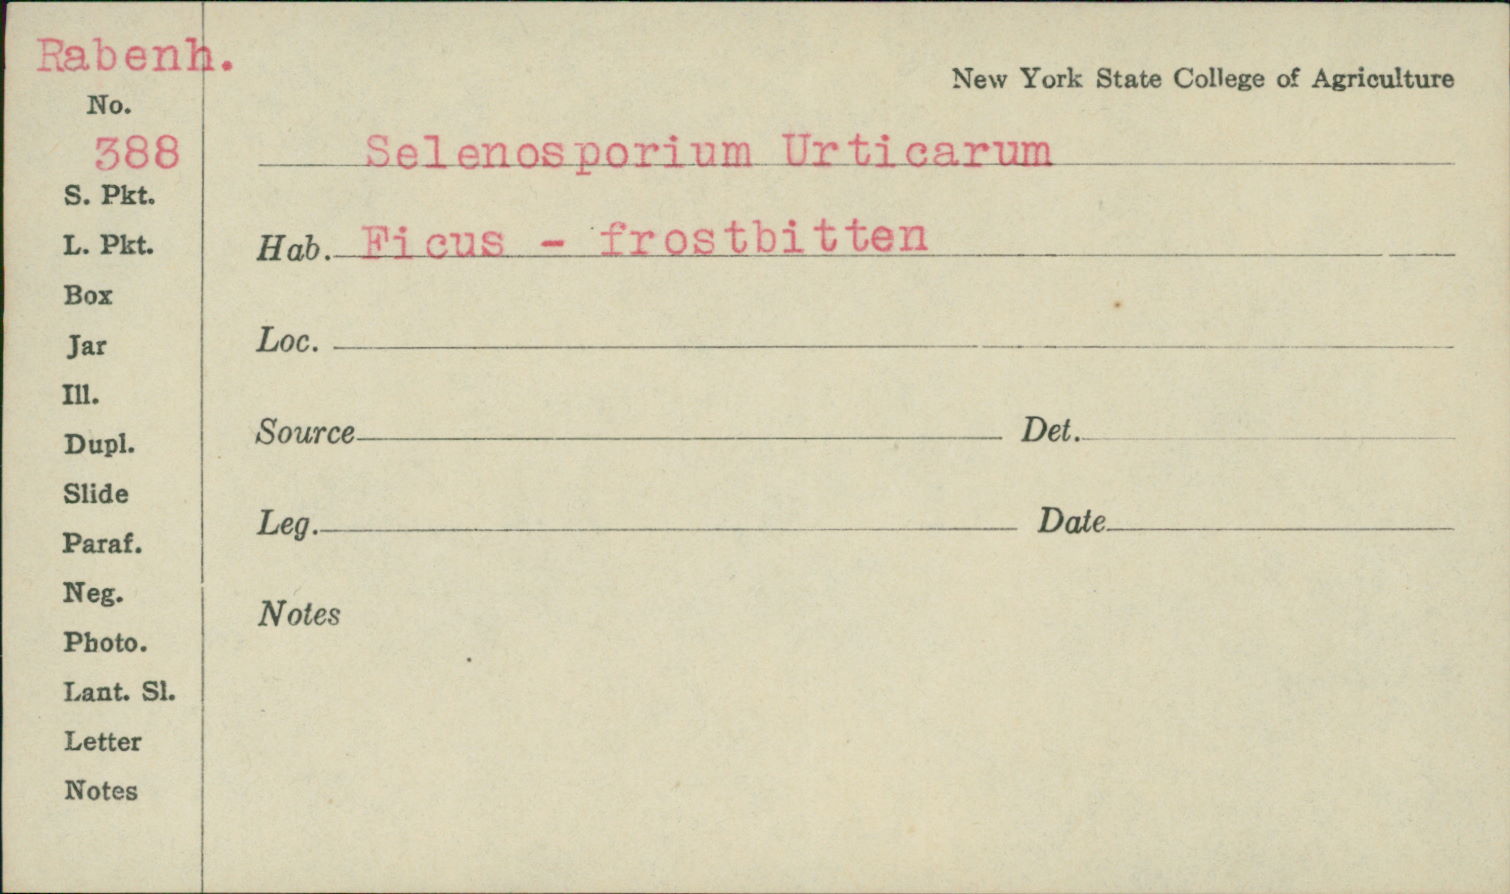 Rabenh.
New York State College of Agriculture
No.
388
Selenosporium Urticarum
S. Pkt.
L. Pkt.
Hab. Ficus - frostbitten
Box
Jar
Loc.
Ill.
Dupl.
Source Det.
Slide
Paraf.
Leg. Date
Neg.
Notes
Photo.
Lant. Sl.
Letter
Notes